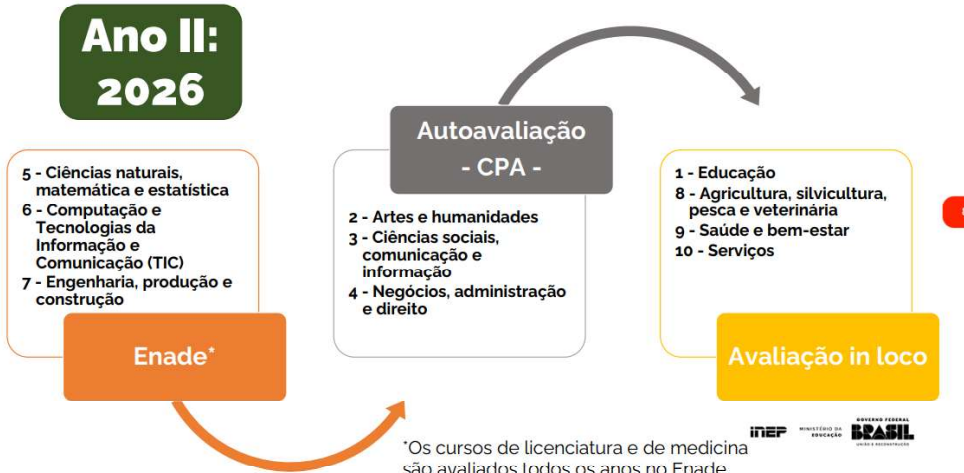 Ano II:
2026
5 - Ciências naturais,
matemática e estatística
6 - Computação e
Tecnologias da
Informação e
Comunicação (TIC)
7 - Engenharia, produção e
construção
Enade*
Autoavaliação
- CPA -
2 - Artes e humanidades
3 - Ciências sociais,
comunicação e
informação
4 - Negócios, administração
e direito
1 - Educação
8 - Agricultura, silvicultura,
pesca e veterinária
9 - Saúde e bem-estar
10 - Serviços
Avaliação in loco
*Os cursos de licenciatura e de medicina
são avaliados todos os anos no Enade
inep
MINISTÉRIO DA
EDUCAÇÃO
GOVERNO FEDERAL
BRASIL
UNIÃO E RECONSTRUÇÃO